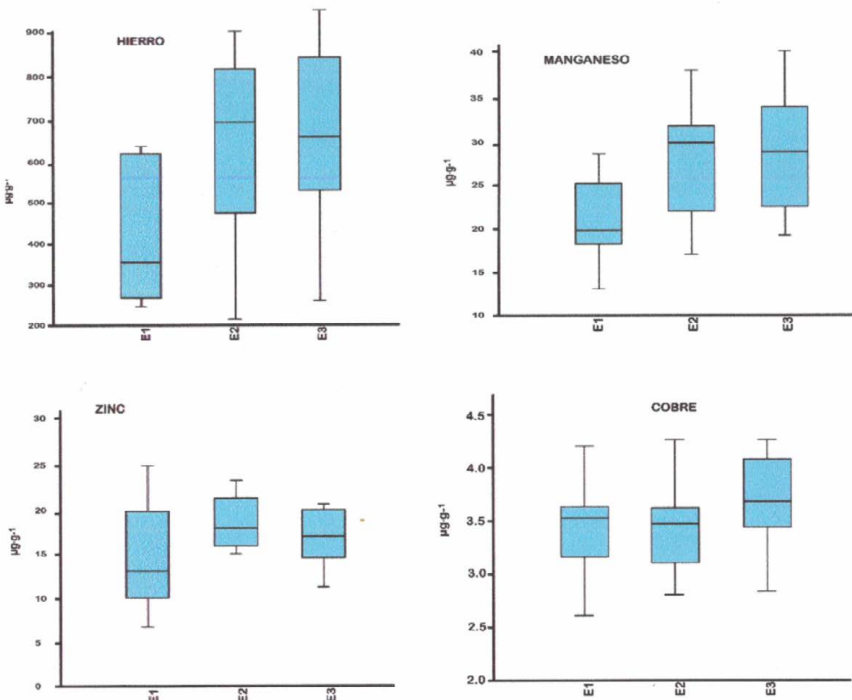 HIERRO
900
800
700
600
500
400
300
200
µg·g-1
E1
E2
E3
MANGANESO
40
35
30
25
20
15
10
µg·g-1
E1
E2
E3
ZINC
30
25
20
15
10
5
0
µg·g-1
E1
E2
E3
COBRE
4.5
4.0
3.5
3.0
2.5
2.0
µg·g-1
E1
E2
E3